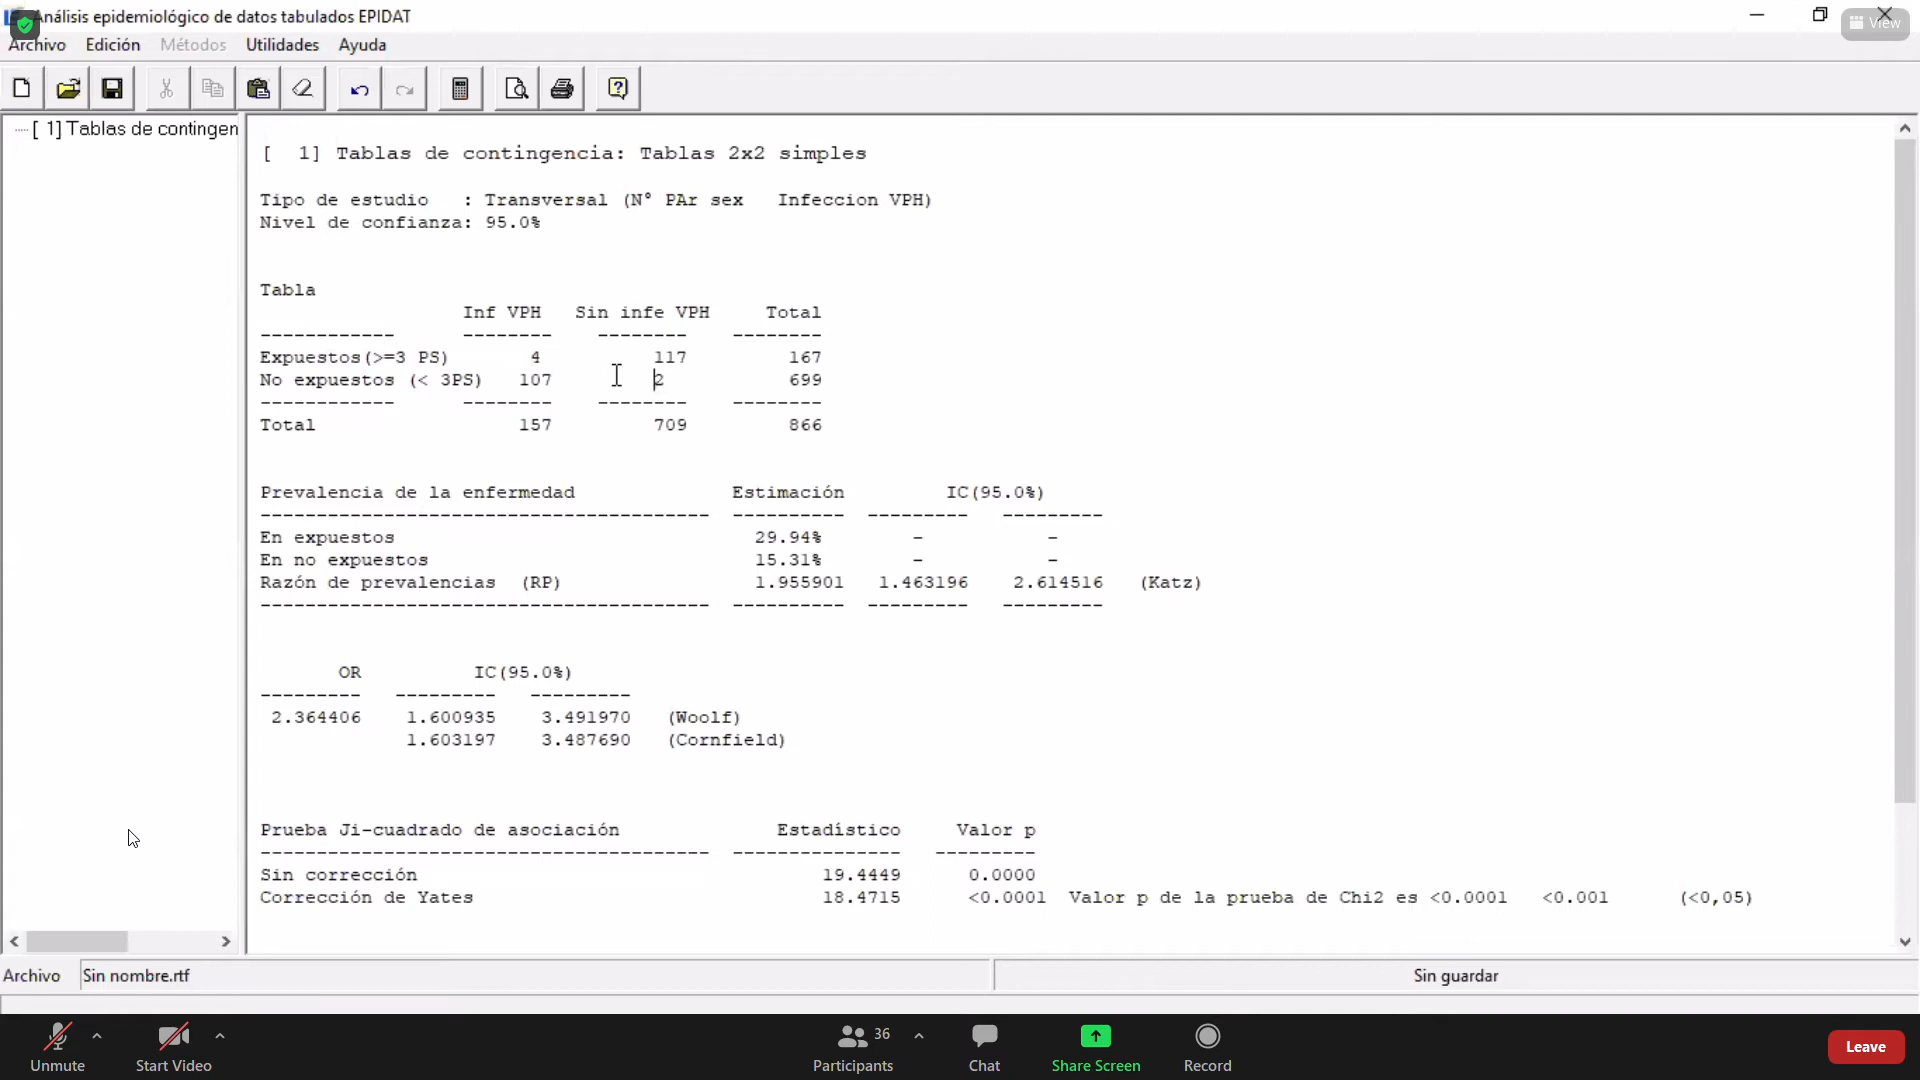 Análisis epidemiológico de datos tabulados EPIDAT
View
Archivo Edición Métodos Utilidades Ayuda
[ 1] Tablas de contingen
[ 1] Tablas de contingencia: Tablas 2x2 simples
Tipo de estudio : Transversal (N° PAr sex Infeccion VPH)
Nivel de confianza: 95.0%
Tabla
Inf VPH Sin infe VPH Total
------------ -------- -------- --------
Expuestos(>=3 PS) 4 117 167
No expuestos (< 3PS) 107 2 699
------------ -------- -------- --------
Total 157 709 866
Prevalencia de la enfermedad Estimación IC(95.0%)
---------------------------------------- ---------- --------- ---------
En expuestos 29.94% - -
En no expuestos 15.31% - -
Razón de prevalencias (RP) 1.955901 1.463196 2.614516 (Katz)
---------------------------------------- ---------- --------- ---------
OR IC(95.0%)
--------- --------- ---------
2.364406 1.600935 3.491970 (Woolf)
1.603197 3.487690 (Cornfield)
Prueba Ji-cuadrado de asociación Estadístico Valor p
---------------------------------------- --------------- ---------
Sin corrección 19.4449 0.0000
Corrección de Yates 18.4715 <0.0001 Valor p de la prueba de Chi2 es <0.0001 <0.001 (<0,05)
Archivo Sin nombre.rtf Sin guardar
36
Unmute Start Video Participants Chat Share Screen Record Leave